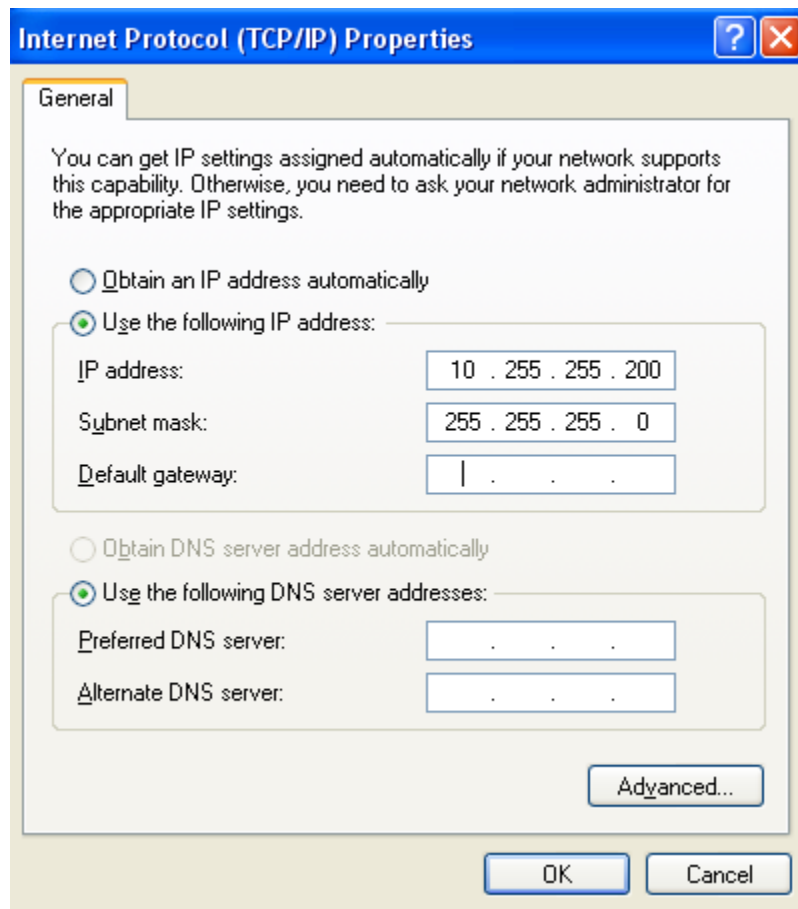 Internet Protocol (TCP/IP) Properties
General
You can get IP settings assigned automatically if your network supports
this capability. Otherwise, you need to ask your network administrator for
the appropriate IP settings.
Obtain an IP address automatically
Use the following IP address:
IP address: 10 . 255 . 255 . 200
Subnet mask: 255 . 255 . 255 . 0
Default gateway: . . .
Obtain DNS server address automatically
Use the following DNS server addresses:
Preferred DNS server: . . .
Alternate DNS server: . . .
Advanced...
OK Cancel